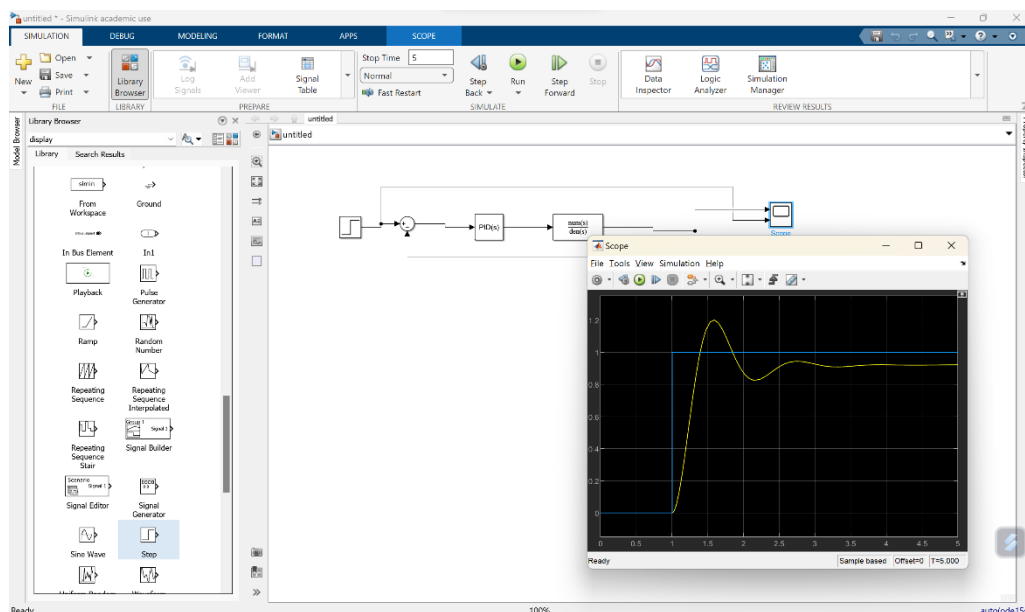 untitled * - Simulink academic use
SIMULATION DEBUG MODELING FORMAT APPS SCOPE
New
Open
Save
Print
FILE
Library Browser
LIBRARY
Log Signals
Add Viewer
Signal Table
PREPARE
Stop Time 5
Normal
Fast Restart
Step Back
Run
Step Forward
Stop
SIMULATE
Data Inspector
Logic Analyzer
Simulation Manager
REVIEW RESULTS
Model Browser
Library Browser
display
Library Search Results
simin
From Workspace
Ground
In Bus Element
In1
Playback
Pulse Generator
Ramp
Random Number
Repeating Sequence
Repeating Sequence Interpolated
Repeating Sequence Stair
Signal Builder
Signal Editor
Signal Generator
Sine Wave
Step
untitled
untitled
PID(s)
num(s)
den(s)
Scope
Scope
File Tools View Simulation Help
1.2
1
0.8
0.6
0.4
0.2
0
0 0.5 1 1.5 2 2.5 3 3.5 4 4.5 5
Ready
Sample based Offset=0 T=5.000
Ready
100%